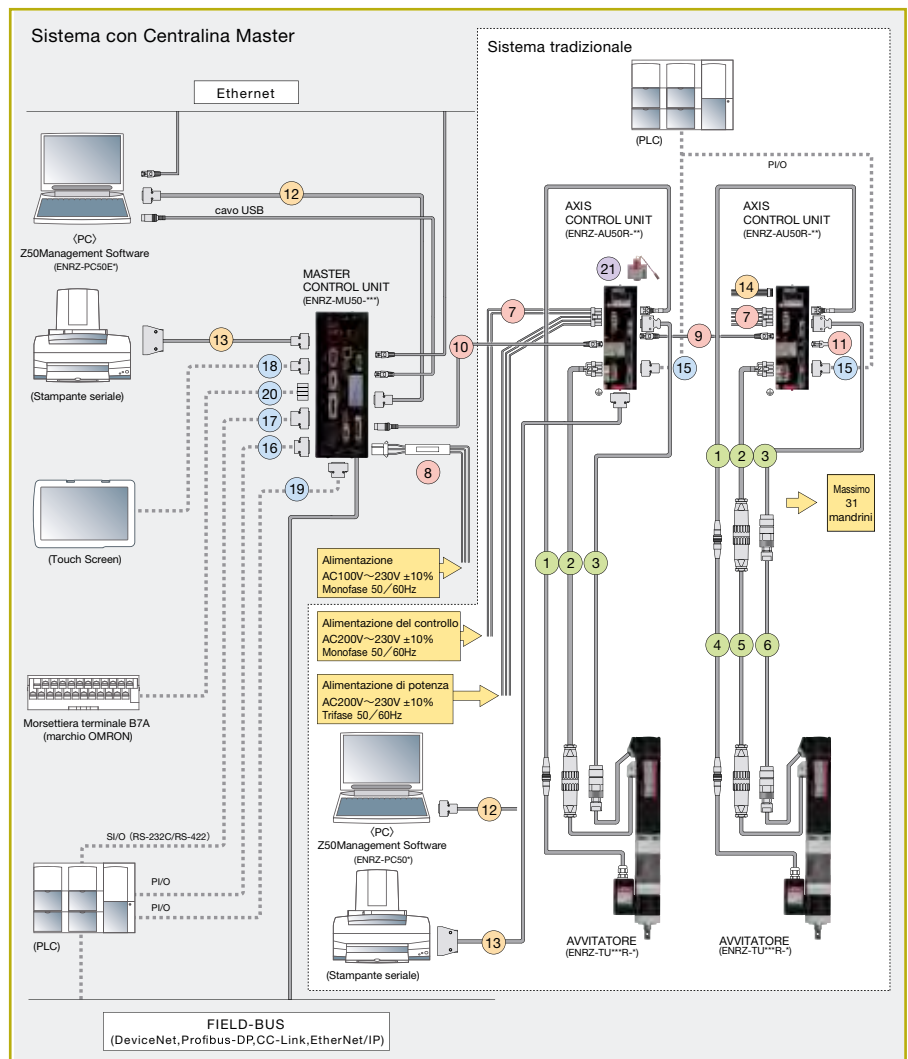 Sistema con Centralina Master
Sistema tradizionale
Ethernet
(PLC)
PI/O
12
cavo USB
〈PC〉
Z50Management Software
(ENRZ-PC50E*)
AXIS
CONTROL UNIT
(ENRZ-AU50R-**)
AXIS
CONTROL UNIT
(ENRZ-AU50R-**)
21
14
MASTER
CONTROL UNIT
(ENRZ-MU50-***)
7
7
13
10
9
11
(Stampante seriale)
18
15
15
20
17
16
8
19
1
2
3
Massimo
31
mandrini
(Touch Screen)
Alimentazione
AC100V～230V ±10%
Monofase 50／60Hz
1
2
3
Alimentazione del controllo
AC200V～230V ±10%
Monofase 50／60Hz
4
5
6
Alimentazione di potenza
AC200V～230V ±10%
Trifase 50／60Hz
Morsettiera terminale B7A
(marchio OMRON)
12
〈PC〉
Z50Management Software
(ENRZ-PC50*)
SI/O (RS-232C/RS-422)
PI/O
PI/O
(PLC)
13
(Stampante seriale)
AVVITATORE
(ENRZ-TU***R-*)
AVVITATORE
(ENRZ-TU***R-*)
FIELD-BUS
(DeviceNet,Profibus-DP,CC-Link,EtherNet/IP)